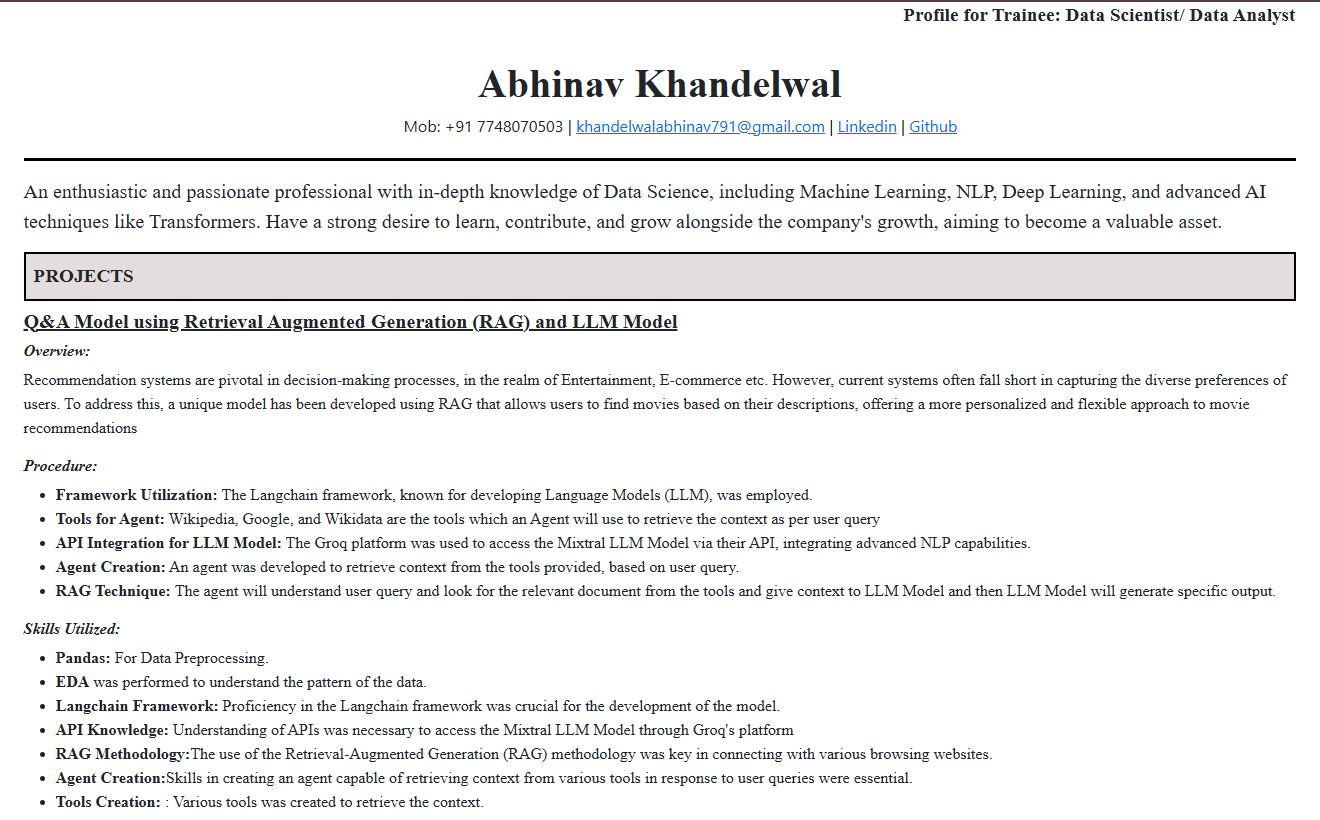 Profile for Trainee: Data Scientist/ Data Analyst
Abhinav Khandelwal
Mob: +91 7748070503 | khandelwalabhinav791@gmail.com | Linkedin | Github
An enthusiastic and passionate professional with in-depth knowledge of Data Science, including Machine Learning, NLP, Deep Learning, and advanced AI
techniques like Transformers. Have a strong desire to learn, contribute, and grow alongside the company's growth, aiming to become a valuable asset.
PROJECTS
Q&A Model using Retrieval Augmented Generation (RAG) and LLM Model
Overview:
Recommendation systems are pivotal in decision-making processes, in the realm of Entertainment, E-commerce etc. However, current systems often fall short in capturing the diverse preferences of
users. To address this, a unique model has been developed using RAG that allows users to find movies based on their descriptions, offering a more personalized and flexible approach to movie
recommendations
Procedure:
• Framework Utilization: The Langchain framework, known for developing Language Models (LLM), was employed.
• Tools for Agent: Wikipedia, Google, and Wikidata are the tools which an Agent will use to retrieve the context as per user query
• API Integration for LLM Model: The Groq platform was used to access the Mixtral LLM Model via their API, integrating advanced NLP capabilities.
• Agent Creation: An agent was developed to retrieve context from the tools provided, based on user query.
• RAG Technique: The agent will understand user query and look for the relevant document from the tools and give context to LLM Model and then LLM Model will generate specific output.
Skills Utilized:
• Pandas: For Data Preprocessing.
• EDA was performed to understand the pattern of the data.
• Langchain Framework: Proficiency in the Langchain framework was crucial for the development of the model.
• API Knowledge: Understanding of APIs was necessary to access the Mixtral LLM Model through Groq's platform
• RAG Methodology:The use of the Retrieval-Augmented Generation (RAG) methodology was key in connecting with various browsing websites.
• Agent Creation:Skills in creating an agent capable of retrieving context from various tools in response to user queries were essential.
• Tools Creation: : Various tools was created to retrieve the context.